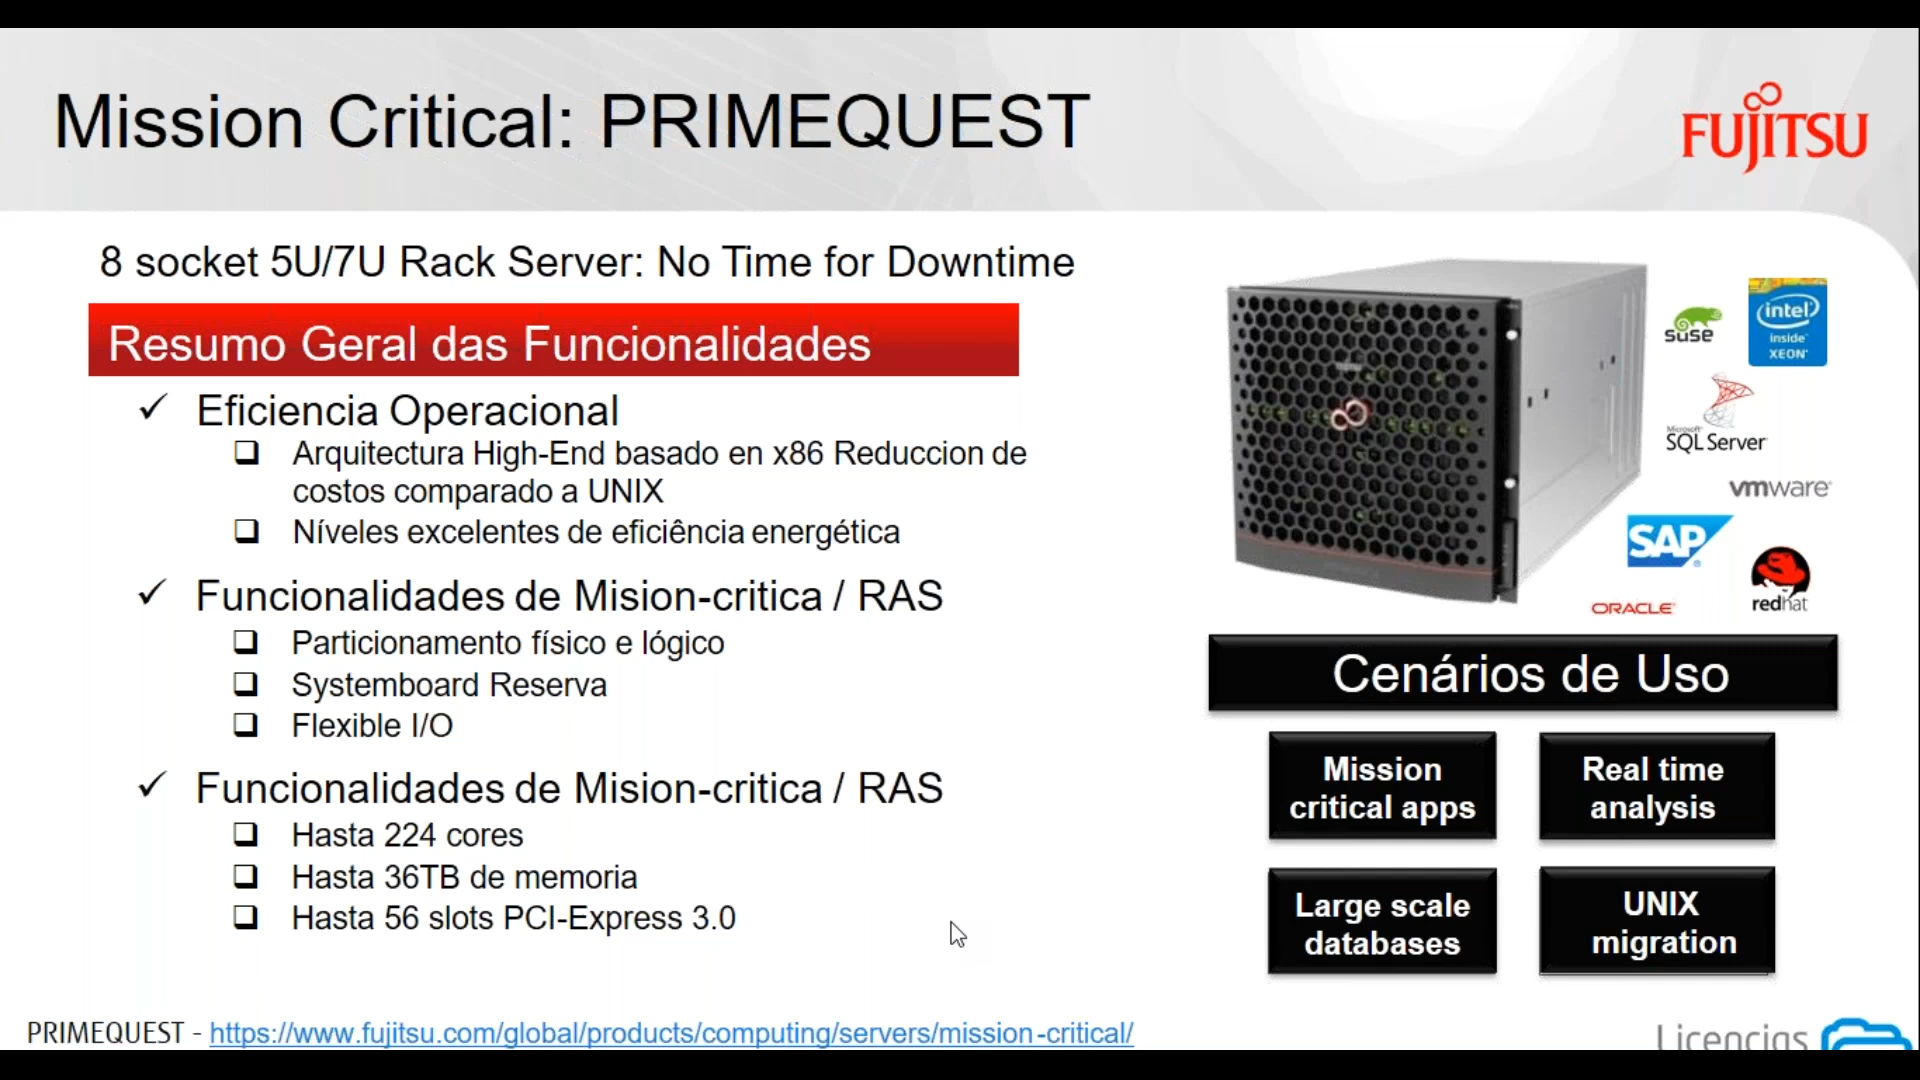 Mission Critical: PRIMEQUEST
FUJITSU
8 socket 5U/7U Rack Server: No Time for Downtime
Resumo Geral das Funcionalidades
Eficiencia Operacional
Arquitectura High-End basado en x86 Reduccion de
costos comparado a UNIX
Níveles excelentes de eficiência energética
Funcionalidades de Mision-critica / RAS
Particionamento físico e lógico
Systemboard Reserva
Flexible I/O
Funcionalidades de Mision-critica / RAS
Hasta 224 cores
Hasta 36TB de memoria
Hasta 56 slots PCI-Express 3.0
suse
intel
inside
XEON
Microsoft
SQL Server
vmware
SAP
redhat
ORACLE
Cenários de Uso
Mission
critical apps
Real time
analysis
Large scale
databases
UNIX
migration
PRIMEQUEST - https://www.fujitsu.com/global/products/computing/servers/mission-critical/
Licencias